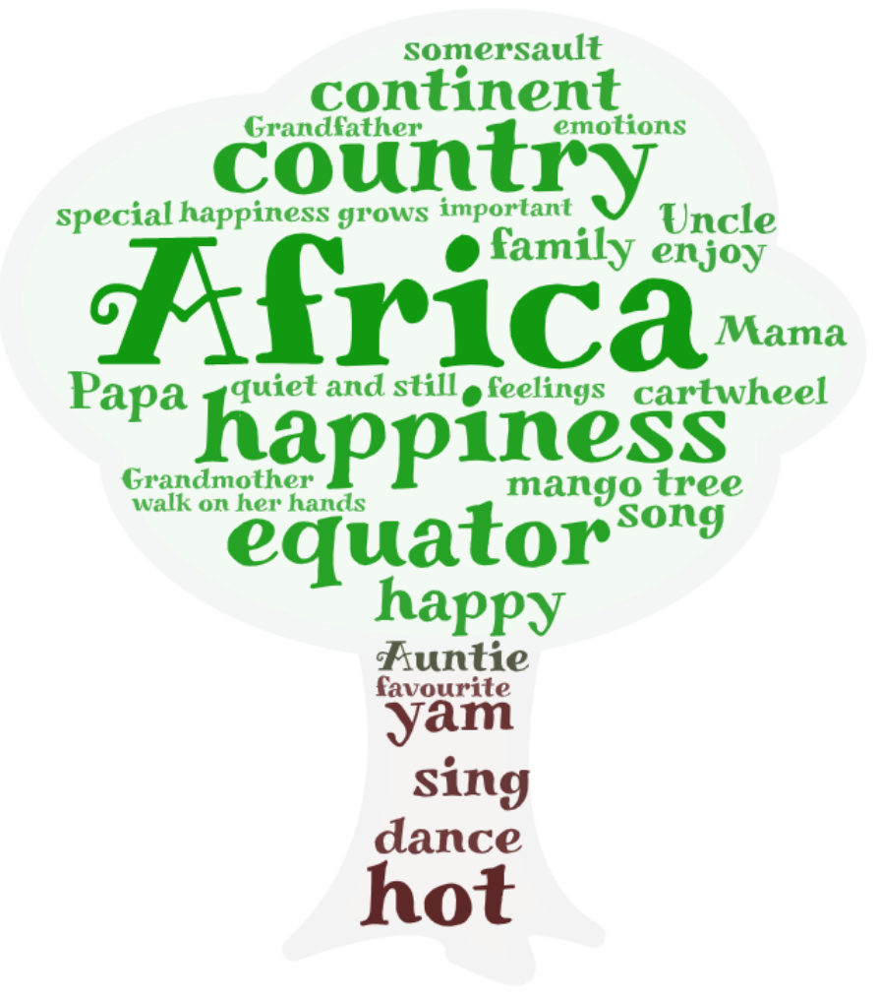 somersault
continent
Grandfather emotions
country
special happiness grows important Uncle
family enjoy
Africa
Mama
Papa quiet and still feelings cartwheel
happiness
Grandmother mango tree
walk on her hands song
equator
happy
Auntie
favourite
yam
sing
dance
hot